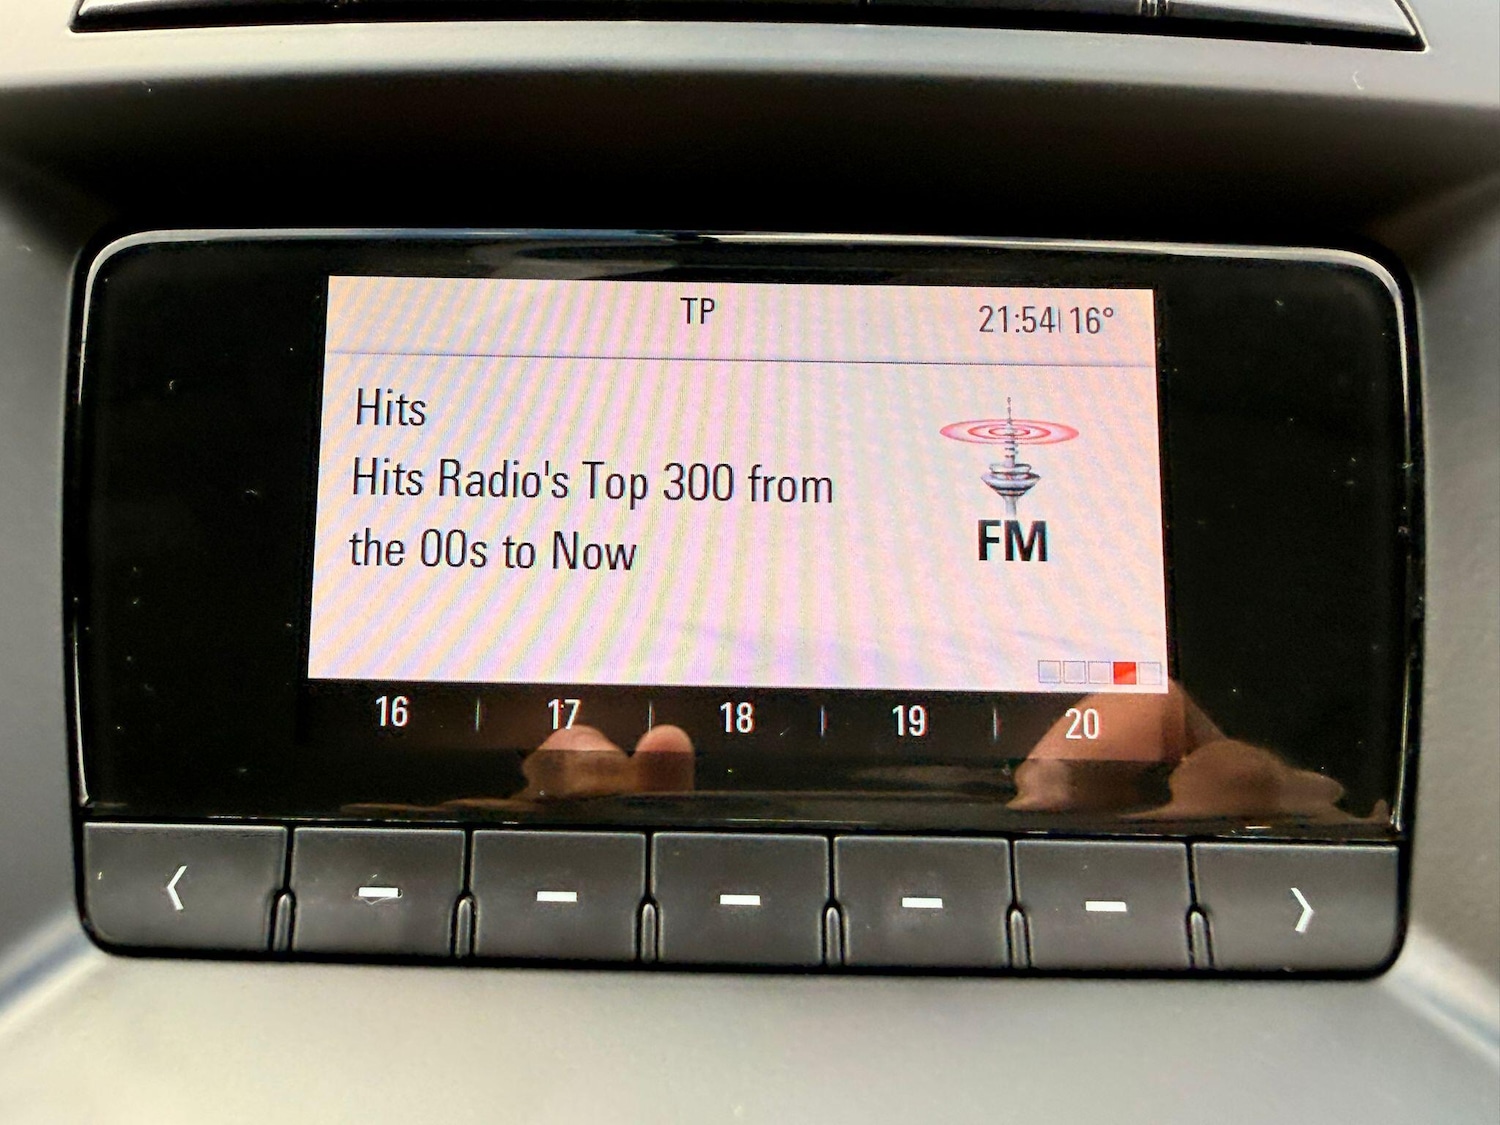 TP
21:54 16°
Hits
Hits Radio's Top 300 from
the 00s to Now
FM
16 17 18 19 20